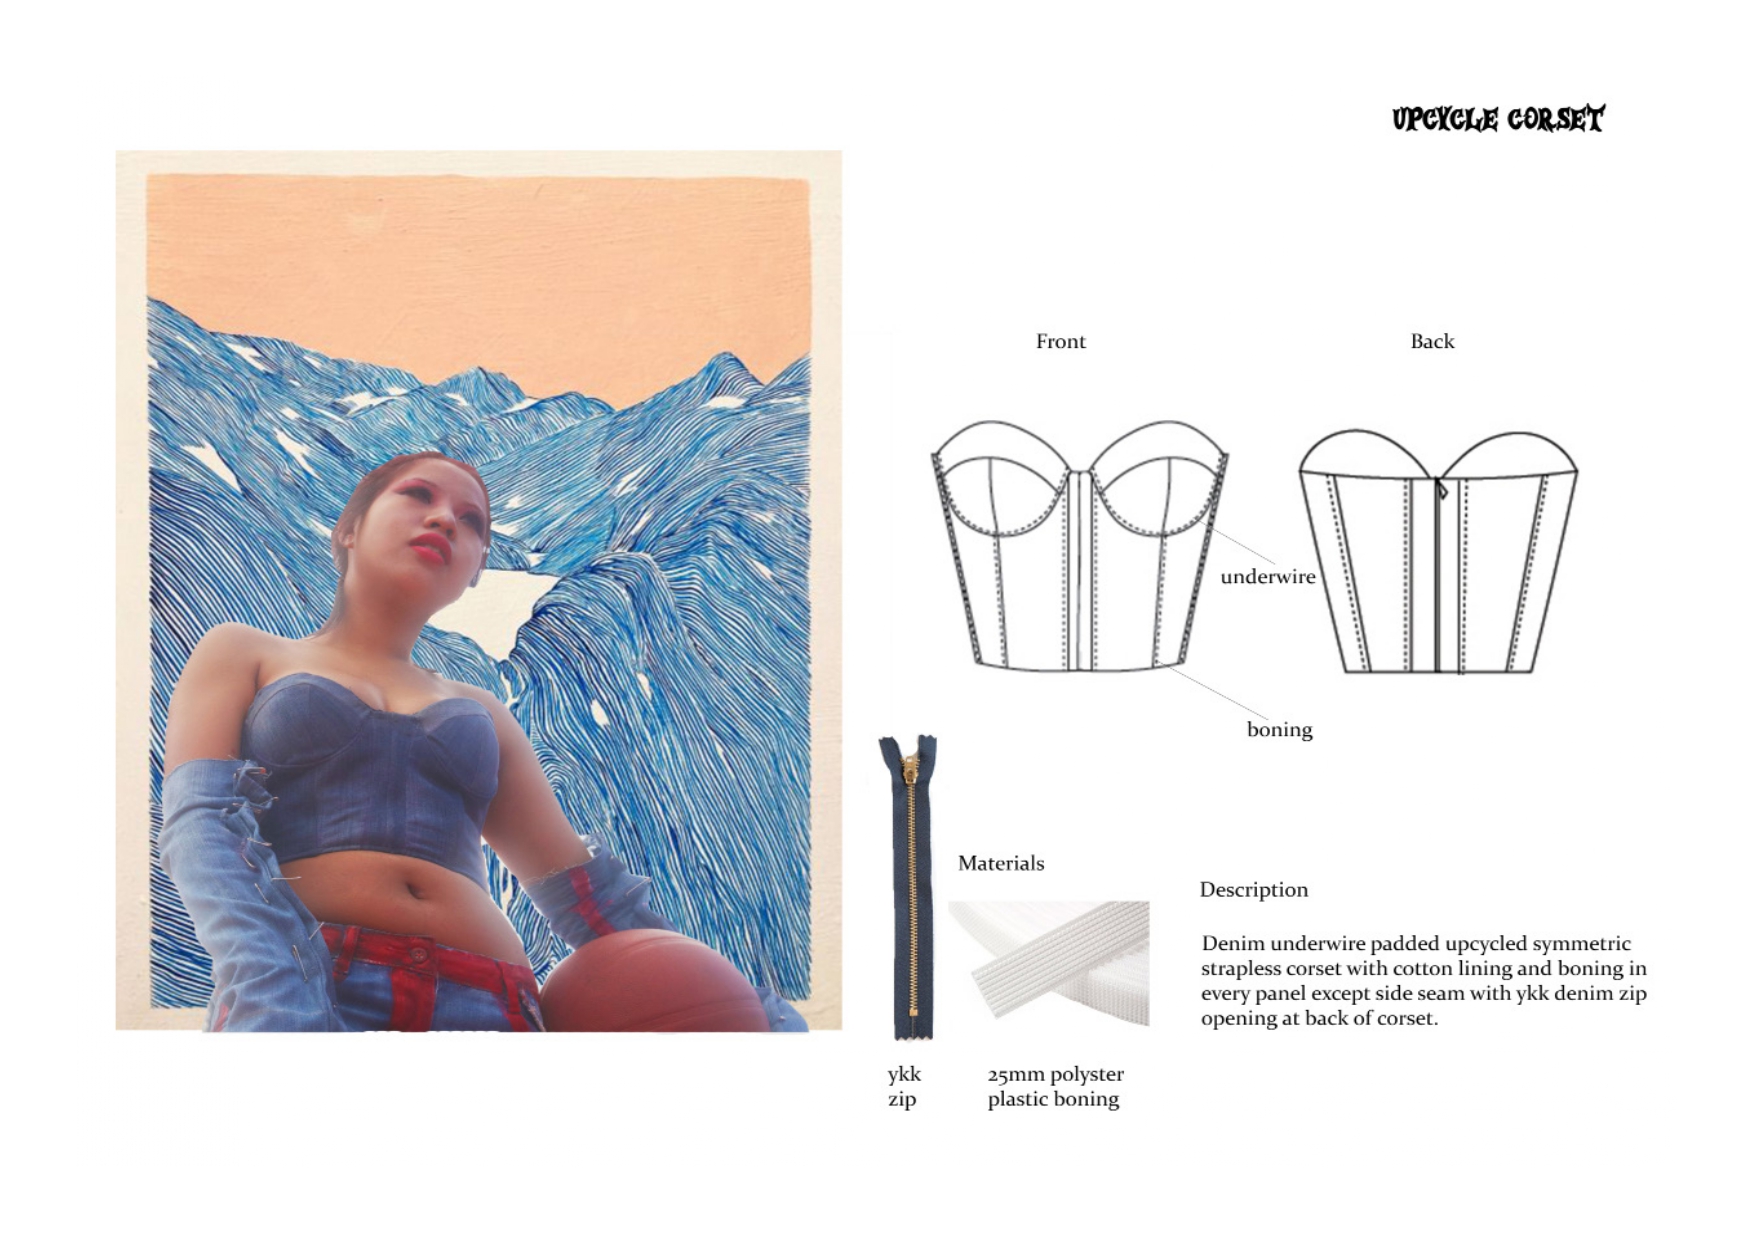 UPCYCLE CORSET
Front
Back
underwire
boning
Materials
Description
Denim underwire padded upcycled symmetric
strapless corset with cotton lining and boning in
every panel except side seam with ykk denim zip
opening at back of corset.
ykk
zip
25mm polyster
plastic boning